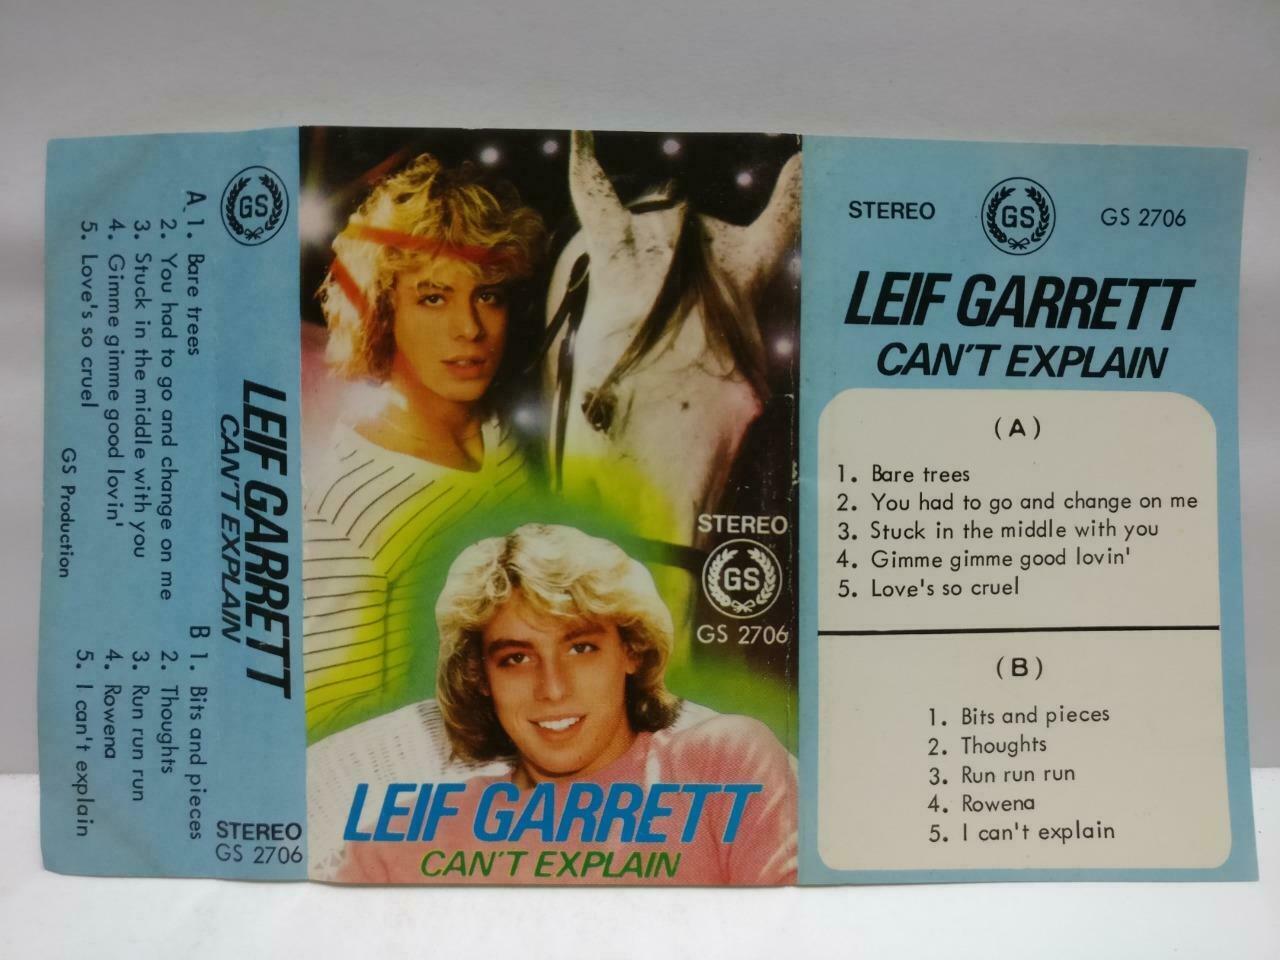 GS
A 1. Bare trees
2. You had to go and change on me
3. Stuck in the middle with you
4. Gimme gimme good lovin'
5. Love's so cruel
B 1. Bits and pieces
2. Thoughts
3. Run run run
4. Rowena
5. I can't explain
GS Production
LEIF GARRETT
CAN'T EXPLAIN
STEREO
GS 2706
STEREO
GS
GS 2706
LEIF GARRETT
CAN'T EXPLAIN
STEREO GS GS 2706
LEIF GARRETT
CAN'T EXPLAIN
(A)
1. Bare trees
2. You had to go and change on me
3. Stuck in the middle with you
4. Gimme gimme good lovin'
5. Love's so cruel
(B)
1. Bits and pieces
2. Thoughts
3. Run run run
4. Rowena
5. I can't explain